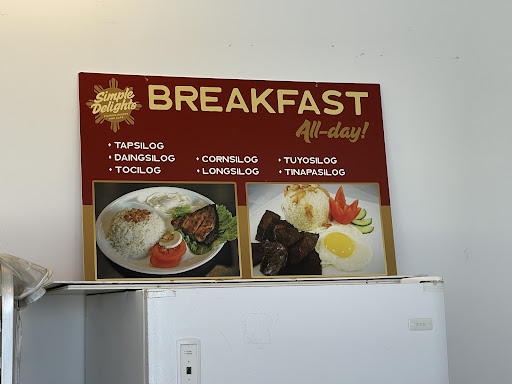 Simple
Delights
BREAKFAST
All-day!
• TAPSILOG
• DAINGSILOG
• TOCILOG
• CORNSILOG
• LONGSILOG
• TUYOSILOG
• TINAPASILOG